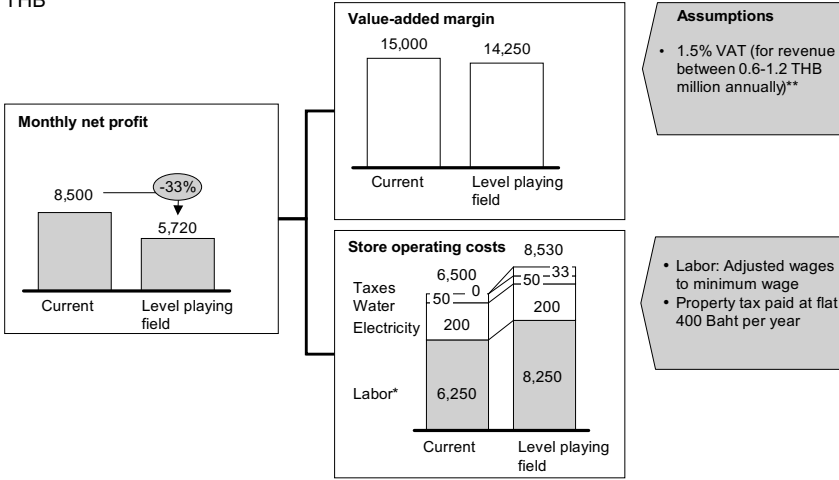 THB
Monthly net profit
8,500
-33%
5,720
Current
Level playing
field
Value-added margin
15,000
14,250
Current
Level playing
field
Assumptions
• 1.5% VAT (for revenue
between 0.6-1.2 THB
million annually)**
Store operating costs
8,530
6,500
Taxes
0
33
Water
50
50
Electricity
200
200
Labor*
6,250
8,250
Current
Level playing
field
• Labor: Adjusted wages
to minimum wage
• Property tax paid at flat
400 Baht per year